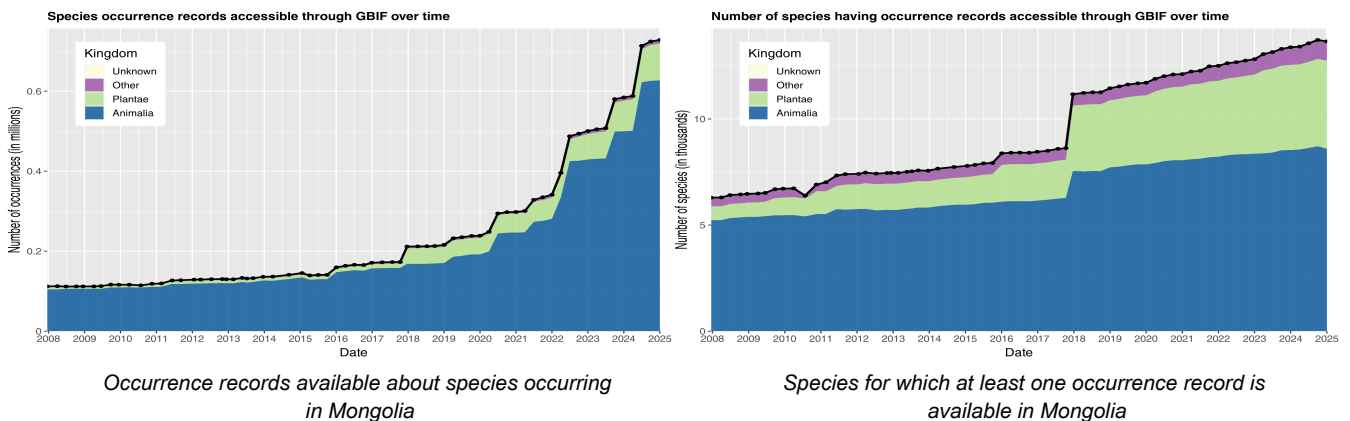 Species occurrence records accessible through GBIF over time
Number of occurrences (in millions)
0.6
0.4
0.2
0
Kingdom
Unknown
Other
Plantae
Animalia
2008 2009 2010 2011 2012 2013 2014 2015 2016 2017 2018 2019 2020 2021 2022 2023 2024 2025
Date
Occurrence records available about species occurring
in Mongolia
Number of species having occurrence records accessible through GBIF over time
Number of species (in thousands)
10
5
0
Kingdom
Unknown
Other
Plantae
Animalia
2008 2009 2010 2011 2012 2013 2014 2015 2016 2017 2018 2019 2020 2021 2022 2023 2024 2025
Date
Species for which at least one occurrence record is
available in Mongolia